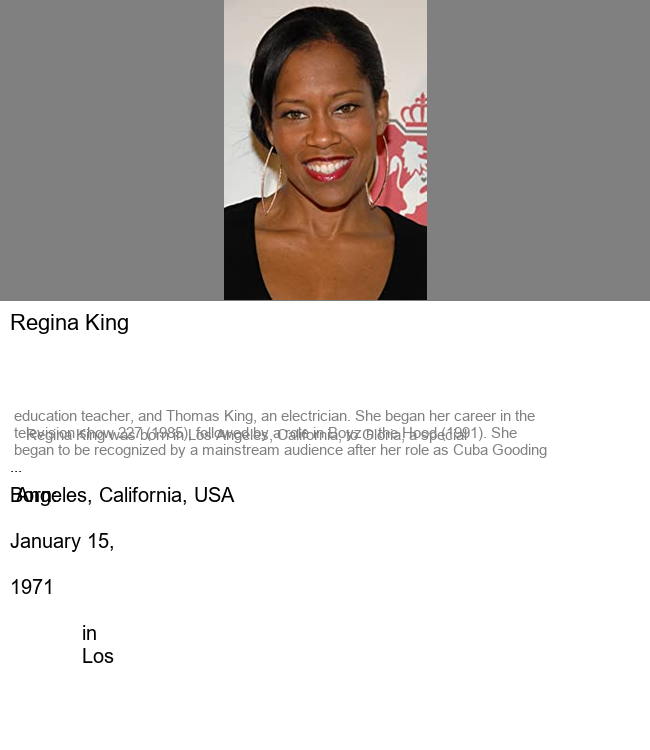 Regina King
education teacher, and Thomas King, an electrician. She began her career in the
television show 227 (1985), followed by a role in Boyz n the Hood (1991). She
Regina King was born in Los Angeles, California, to Gloria, a special
began to be recognized by a mainstream audience after her role as Cuba Gooding
...
Born
Angeles, California, USA
January 15,
1971
in
Los